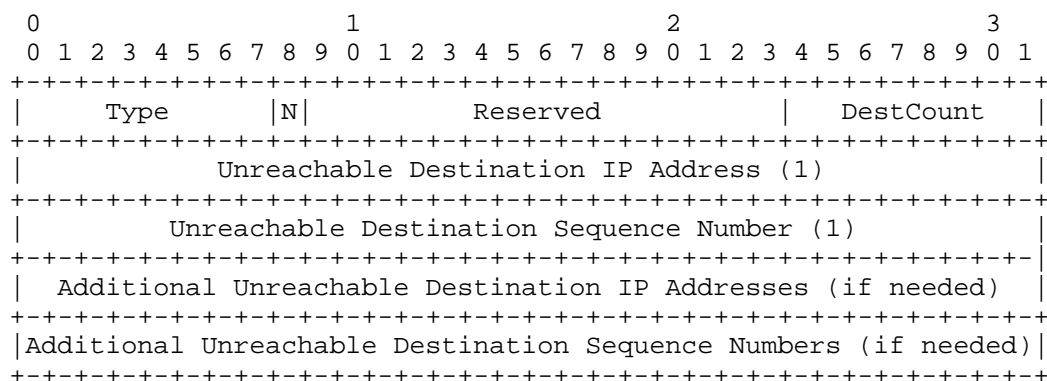 0                   1                   2                   3
0 1 2 3 4 5 6 7 8 9 0 1 2 3 4 5 6 7 8 9 0 1 2 3 4 5 6 7 8 9 0 1
+-+-+-+-+-+-+-+-+-+-+-+-+-+-+-+-+-+-+-+-+-+-+-+-+-+-+-+-+-+-+-+-+
|     Type      |N|          Reserved           |   DestCount   |
+-+-+-+-+-+-+-+-+-+-+-+-+-+-+-+-+-+-+-+-+-+-+-+-+-+-+-+-+-+-+-+-+
|            Unreachable Destination IP Address (1)             |
+-+-+-+-+-+-+-+-+-+-+-+-+-+-+-+-+-+-+-+-+-+-+-+-+-+-+-+-+-+-+-+-+
|         Unreachable Destination Sequence Number (1)           |
+-+-+-+-+-+-+-+-+-+-+-+-+-+-+-+-+-+-+-+-+-+-+-+-+-+-+-+-+-+-+-+-|
|  Additional Unreachable Destination IP Addresses (if needed)  |
+-+-+-+-+-+-+-+-+-+-+-+-+-+-+-+-+-+-+-+-+-+-+-+-+-+-+-+-+-+-+-+-+
|Additional Unreachable Destination Sequence Numbers (if needed)|
+-+-+-+-+-+-+-+-+-+-+-+-+-+-+-+-+-+-+-+-+-+-+-+-+-+-+-+-+-+-+-+-+